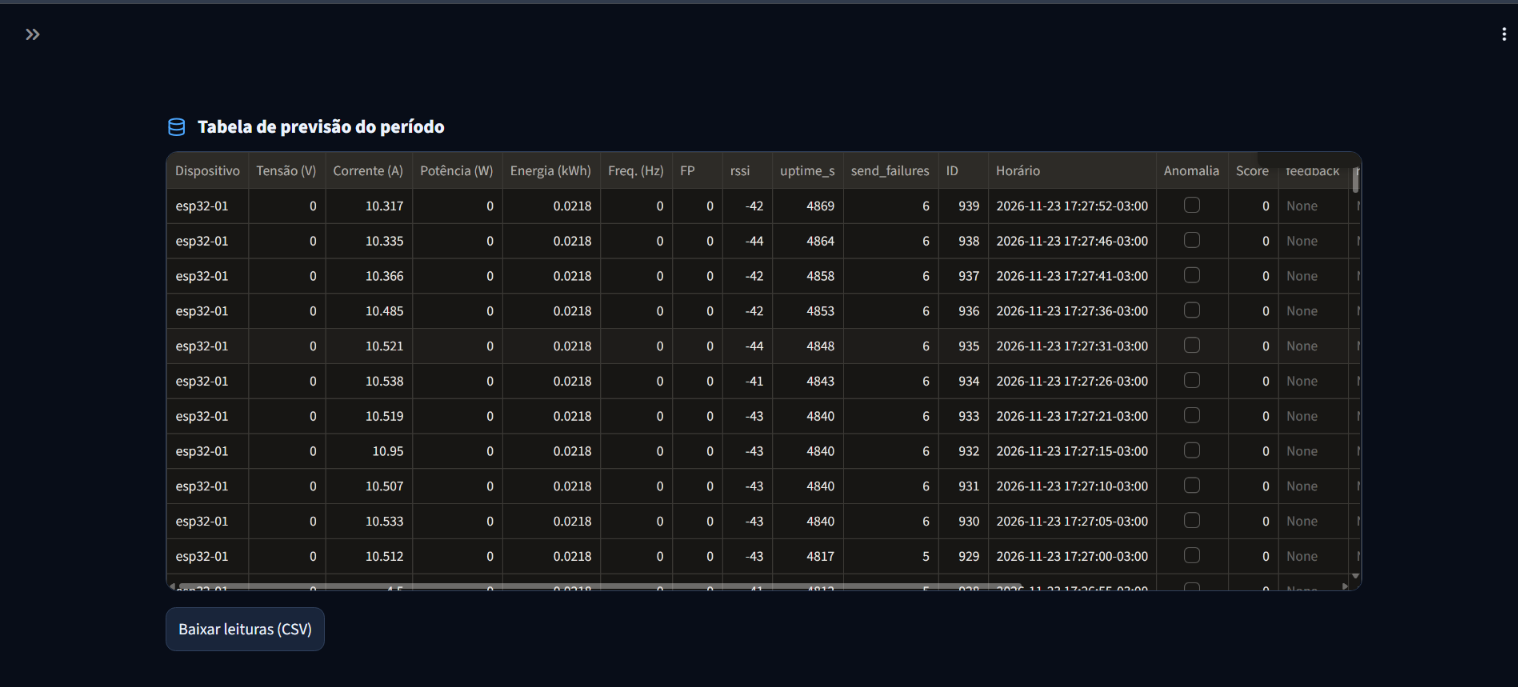 Tabela de previsão do período
Dispositivo Tensão (V) Corrente (A) Potência (W) Energia (kWh) Freq. (Hz) FP rssi uptime_s send_failures ID Horário Anomalia Score feedback
esp32-01 0 10.317 0 0.0218 0 0 -42 4869 6 939 2026-11-23 17:27:52-03:00 0 None
esp32-01 0 10.335 0 0.0218 0 0 -44 4864 6 938 2026-11-23 17:27:46-03:00 0 None
esp32-01 0 10.366 0 0.0218 0 0 -42 4858 6 937 2026-11-23 17:27:41-03:00 0 None
esp32-01 0 10.485 0 0.0218 0 0 -42 4853 6 936 2026-11-23 17:27:36-03:00 0 None
esp32-01 0 10.521 0 0.0218 0 0 -44 4848 6 935 2026-11-23 17:27:31-03:00 0 None
esp32-01 0 10.538 0 0.0218 0 0 -41 4843 6 934 2026-11-23 17:27:26-03:00 0 None
esp32-01 0 10.519 0 0.0218 0 0 -43 4840 6 933 2026-11-23 17:27:21-03:00 0 None
esp32-01 0 10.95 0 0.0218 0 0 -43 4840 6 932 2026-11-23 17:27:15-03:00 0 None
esp32-01 0 10.507 0 0.0218 0 0 -43 4840 6 931 2026-11-23 17:27:10-03:00 0 None
esp32-01 0 10.533 0 0.0218 0 0 -43 4840 6 930 2026-11-23 17:27:05-03:00 0 None
esp32-01 0 10.512 0 0.0218 0 0 -43 4817 5 929 2026-11-23 17:27:00-03:00 0 None
Baixar leituras (CSV)